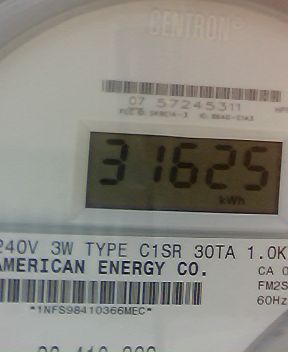 CENTRON®
07 57245311
31625
kWh
240V 3W TYPE C1SR 30TA 1.0K
AMERICAN ENERGY CO.
CA 0
FM2S
60Hz
*1NFS98410366MEC*